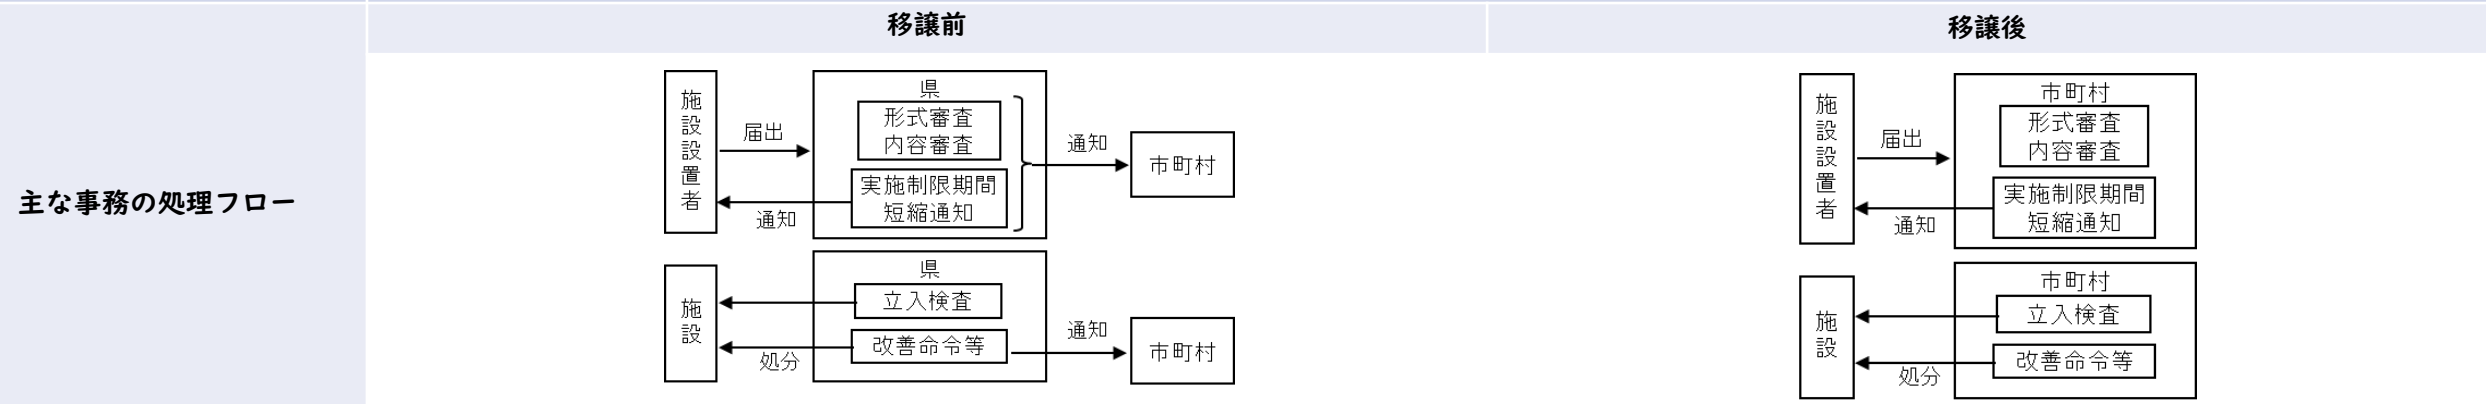 移譲前
移譲後
主な事務の処理フロー
施設設置者
届出
通知
県
形式審査
内容審査
実施制限期間
短縮通知
通知
市町村
施設
処分
県
立入検査
改善命令等
通知
市町村
施設設置者
届出
通知
市町村
形式審査
内容審査
実施制限期間
短縮通知
施設
処分
市町村
立入検査
改善命令等